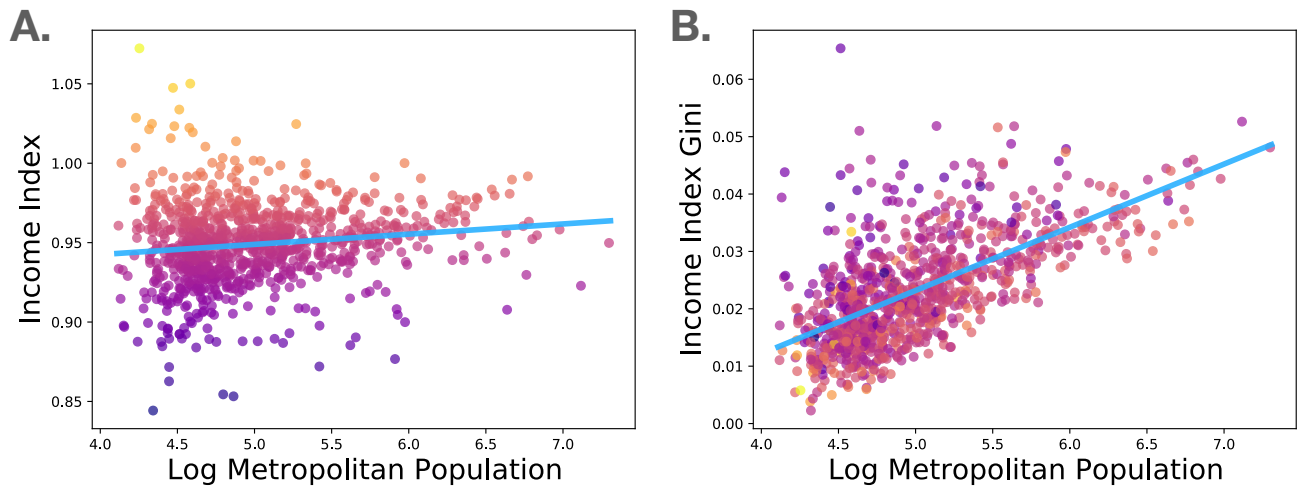 A.
1.05
1.00
0.95
0.90
0.85
Income Index
4.0 4.5 5.0 5.5 6.0 6.5 7.0
Log Metropolitan Population
B.
0.06
0.05
0.04
0.03
0.02
0.01
0.00
Income Index Gini
4.0 4.5 5.0 5.5 6.0 6.5 7.0
Log Metropolitan Population